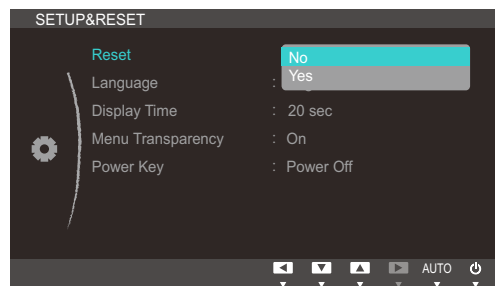 SETUP&RESET
Reset
No
Language :
Yes
Display Time : 20 sec
Menu Transparency : On
Power Key : Power Off
AUTO